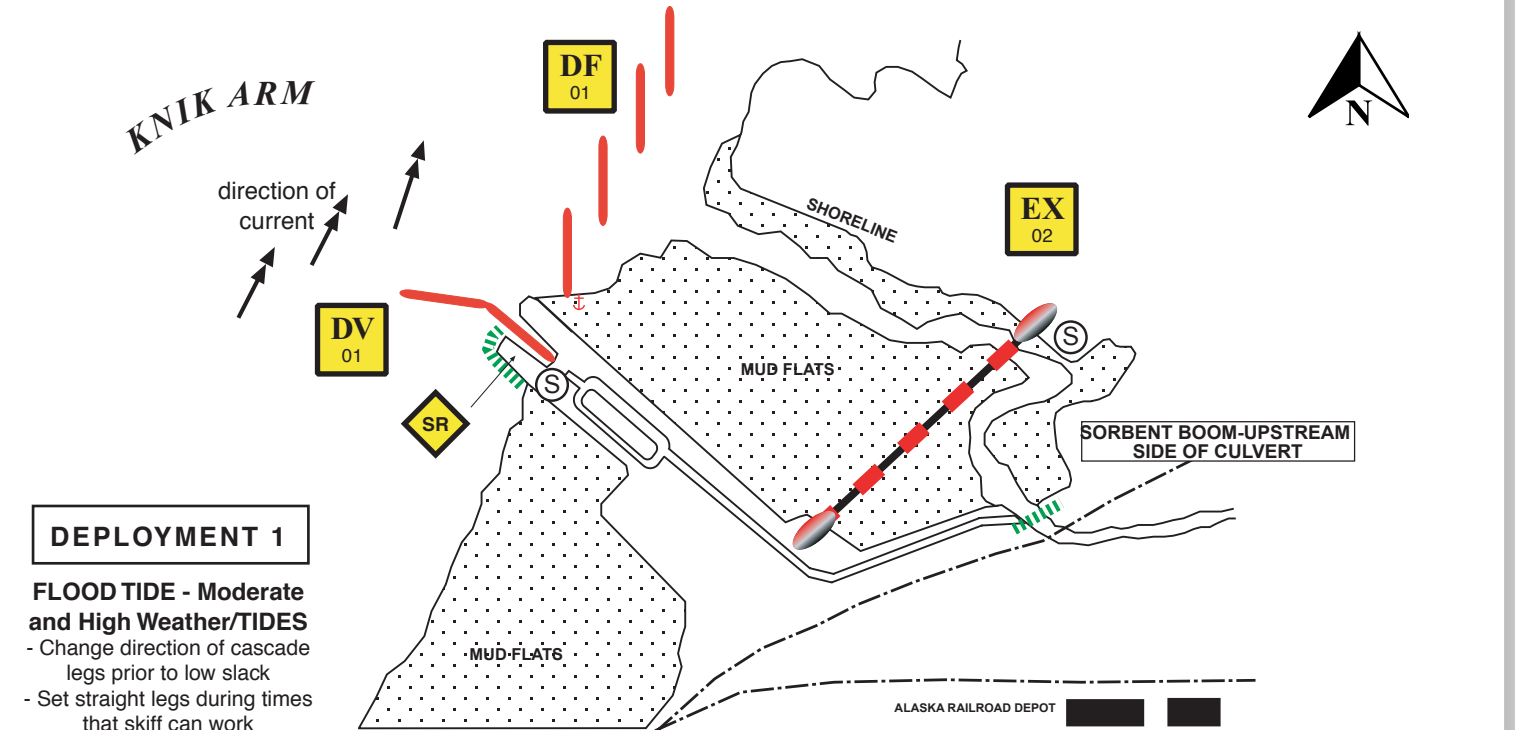 KNIK ARM
direction of
current
DF
01
N
SHORELINE
EX
02
DV
01
S
S
MUD FLATS
SR
SORBENT BOOM-UPSTREAM
SIDE OF CULVERT
DEPLOYMENT 1
FLOOD TIDE - Moderate
and High Weather/TIDES
- Change direction of cascade
legs prior to low slack
- Set straight legs during times
that skiff can work
MUD FLATS
ALASKA RAILROAD DEPOT